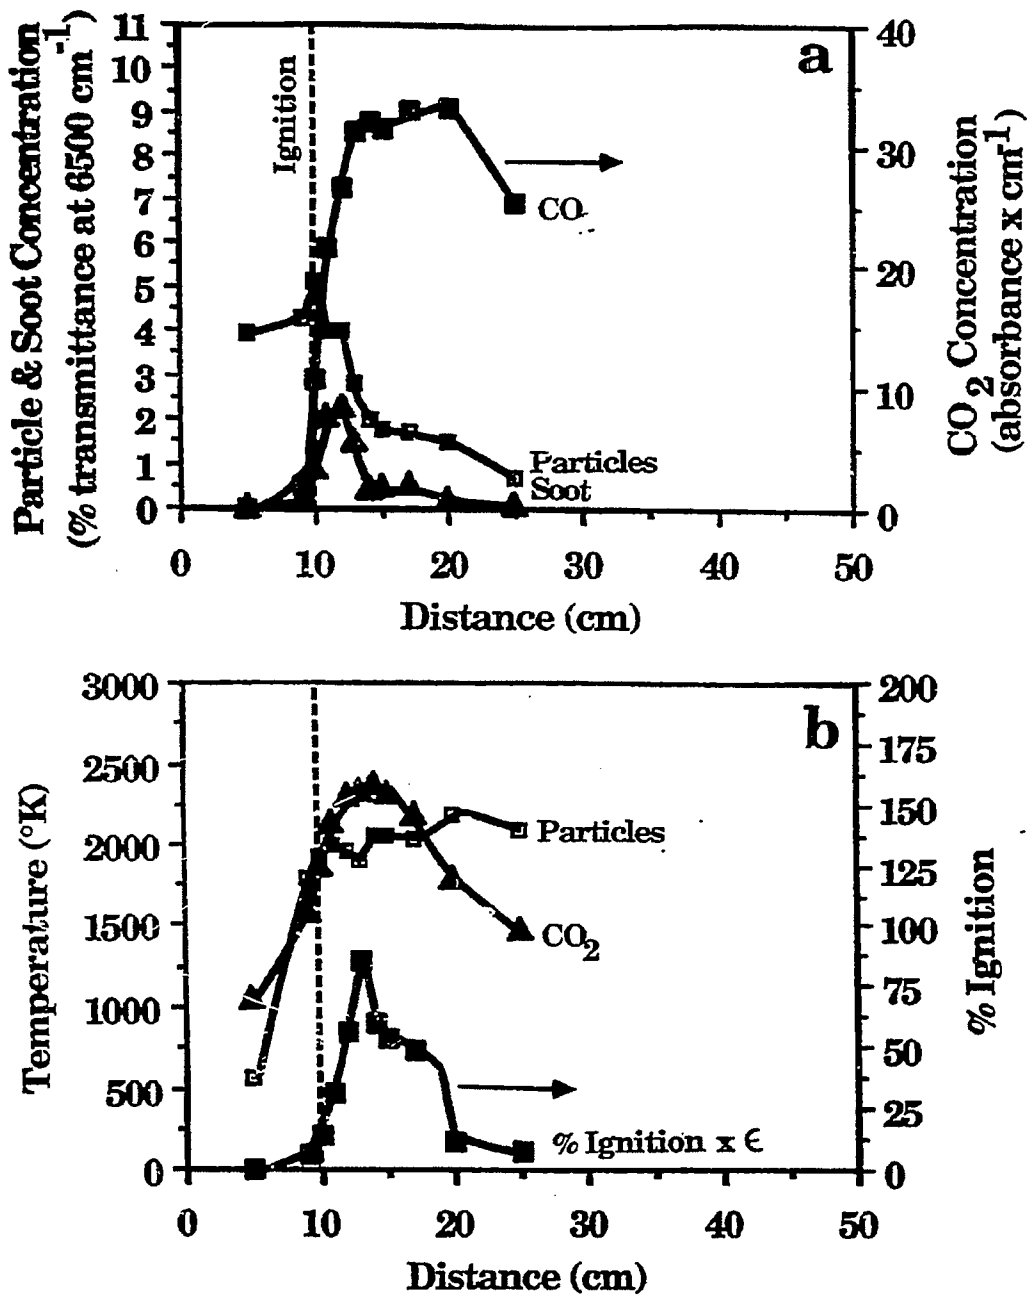 Particle & Soot Concentration
(% transmittance at 6500 cm-1)
11
10
9
8
7
6
5
4
3
2
1
0
Ignition
a
CO
Particles
Soot
40
30
20
10
0
CO2 Concentration
(absorbance x cm-1)
0 10 20 30 40 50
Distance (cm)
Temperature (°K)
3000
2500
2000
1500
1000
500
0
b
Particles
CO2
% Ignition x ϵ
200
175
150
125
100
75
50
25
0
% Ignition
0 10 20 30 40 50
Distance (cm)